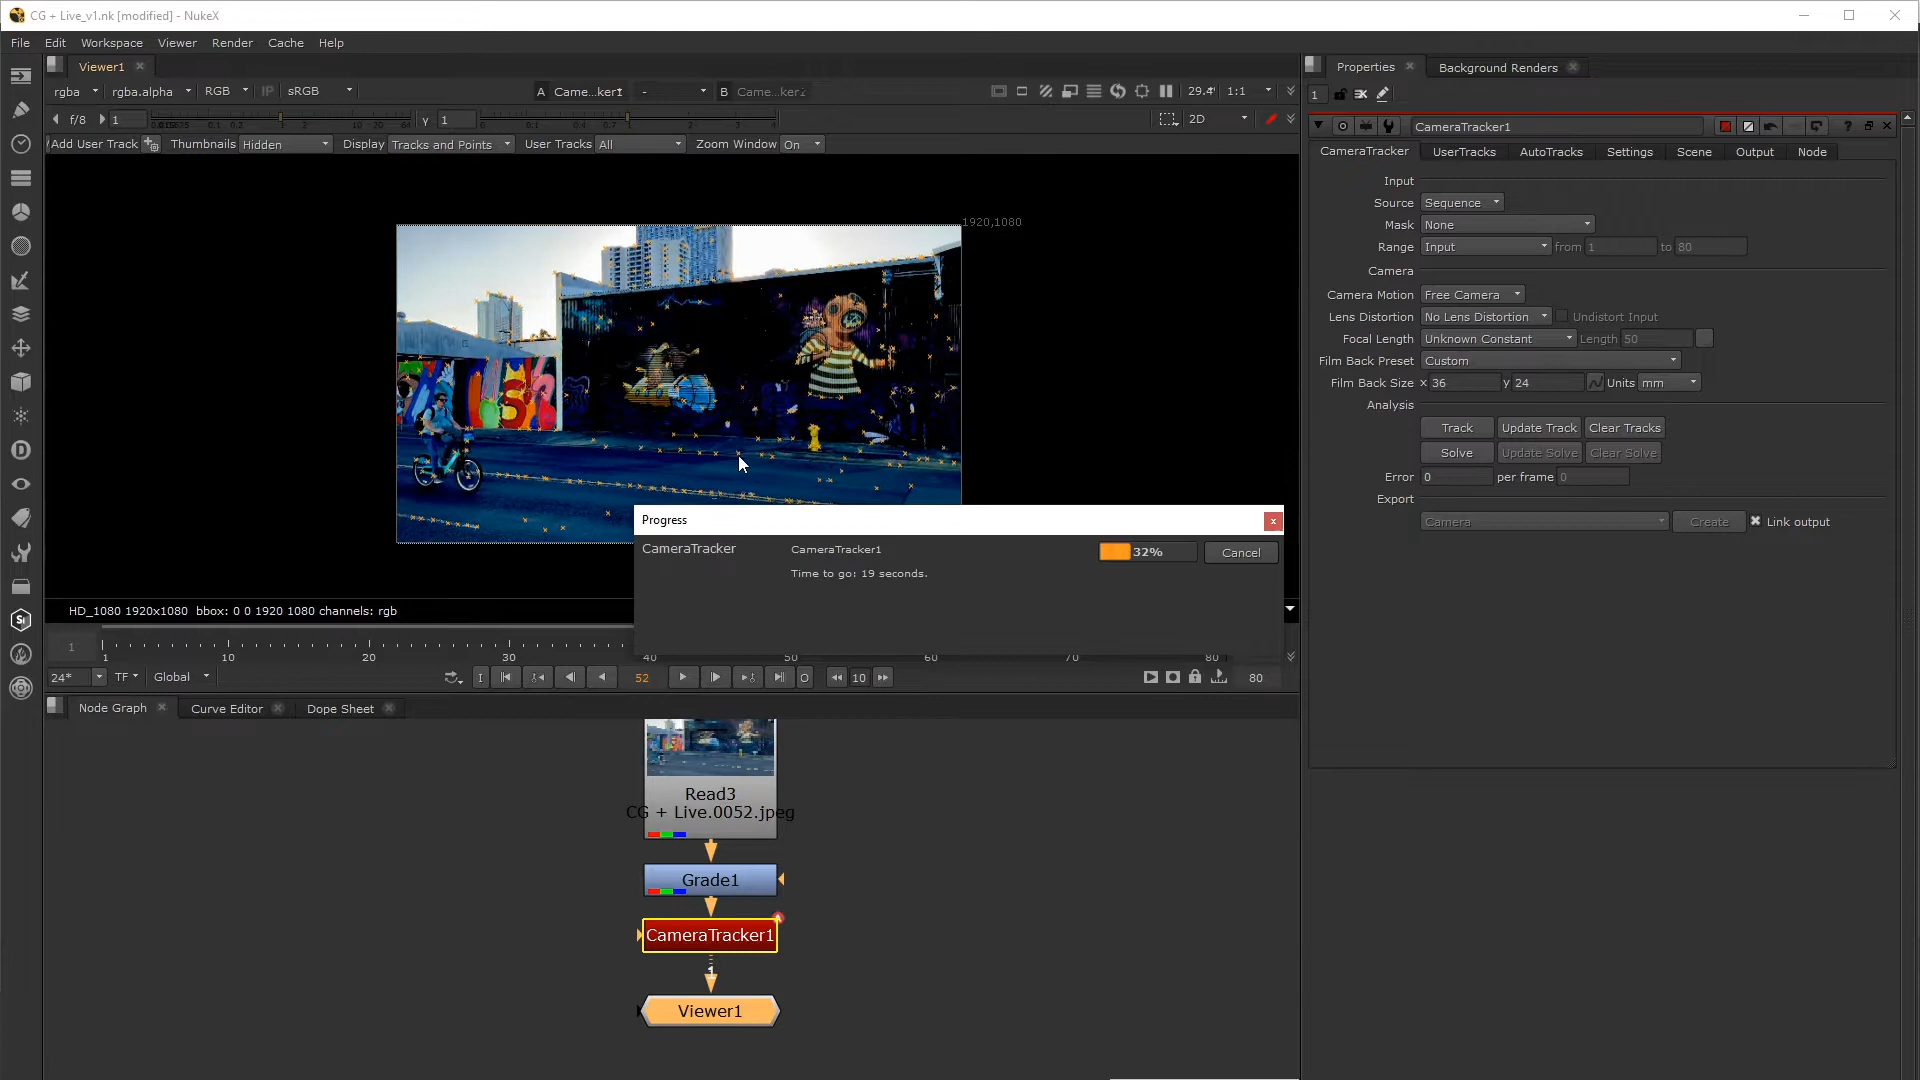 CG + Live_v1.nk [modified] - NukeX
File Edit Workspace Viewer Render Cache Help
Viewer1
rgba rgba.alpha RGB IP sRGB A Came...ker1 - B Came...ker1 29.4 1:1
f/8 1 γ 1 2D
Add User Track Thumbnails Hidden Display Tracks and Points User Tracks All Zoom Window On
1920,1080
HD_1080 1920x1080 bbox: 0 0 1920 1080 channels: rgb
Progress
CameraTracker CameraTracker1 32% Cancel
Time to go: 19 seconds.
1 1 10 20 30 40 50 60 70 80
24* TF Global I 52 O 10 80
Node Graph Curve Editor Dope Sheet
Read3
CG + Live.0052.jpeg
Grade1
A
CameraTracker1
1
Viewer1
Properties Background Renders
1
CameraTracker1
CameraTracker UserTracks AutoTracks Settings Scene Output Node
Input
Source Sequence
Mask None
Range Input from 1 to 80
Camera
Camera Motion Free Camera
Lens Distortion No Lens Distortion Undistort Input
Focal Length Unknown Constant Length 50
Film Back Preset Custom
Film Back Size x 36 y 24 Units mm
Analysis
Track Update Track Clear Tracks
Solve Update Solve Clear Solve
Error 0 per frame 0
Export
Camera Create Link output